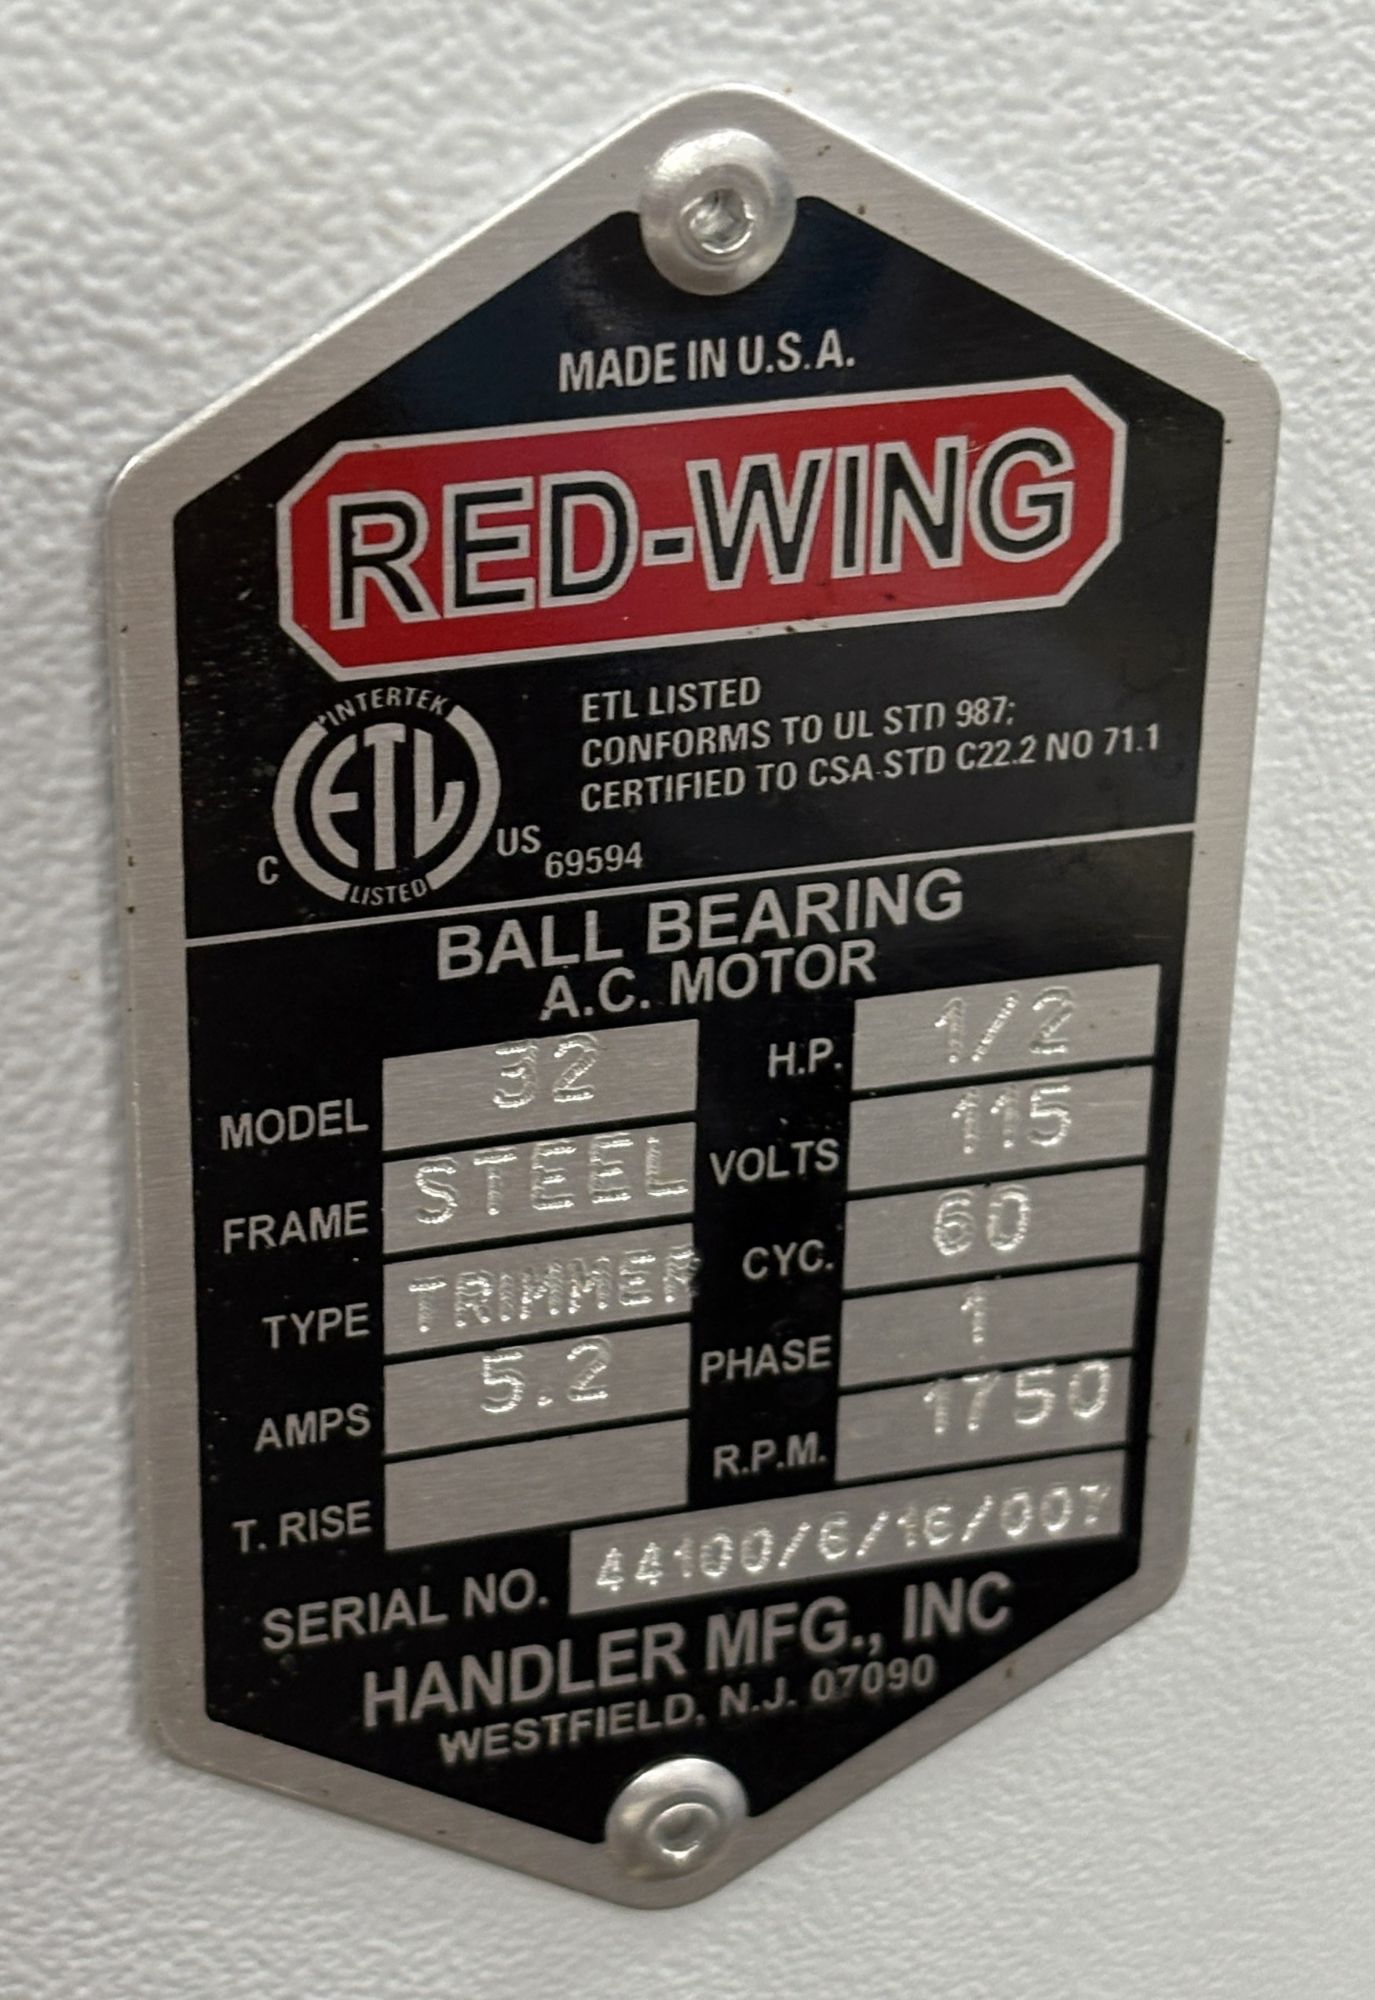 MADE IN U.S.A.
RED-WING
INTERTEK
ETL
LISTED
C
US
69594
ETL LISTED
CONFORMS TO UL STD 987;
CERTIFIED TO CSA STD C22.2 NO 71.1
BALL BEARING
A.C. MOTOR
MODEL 32
H.P. 1/2
FRAME STEEL
VOLTS 115
TYPE TRIMMER
CYC. 60
AMPS 5.2
PHASE 1
T. RISE
R.P.M. 1750
SERIAL NO. 44100/6/16/007
HANDLER MFG., INC
WESTFIELD, N.J. 07090